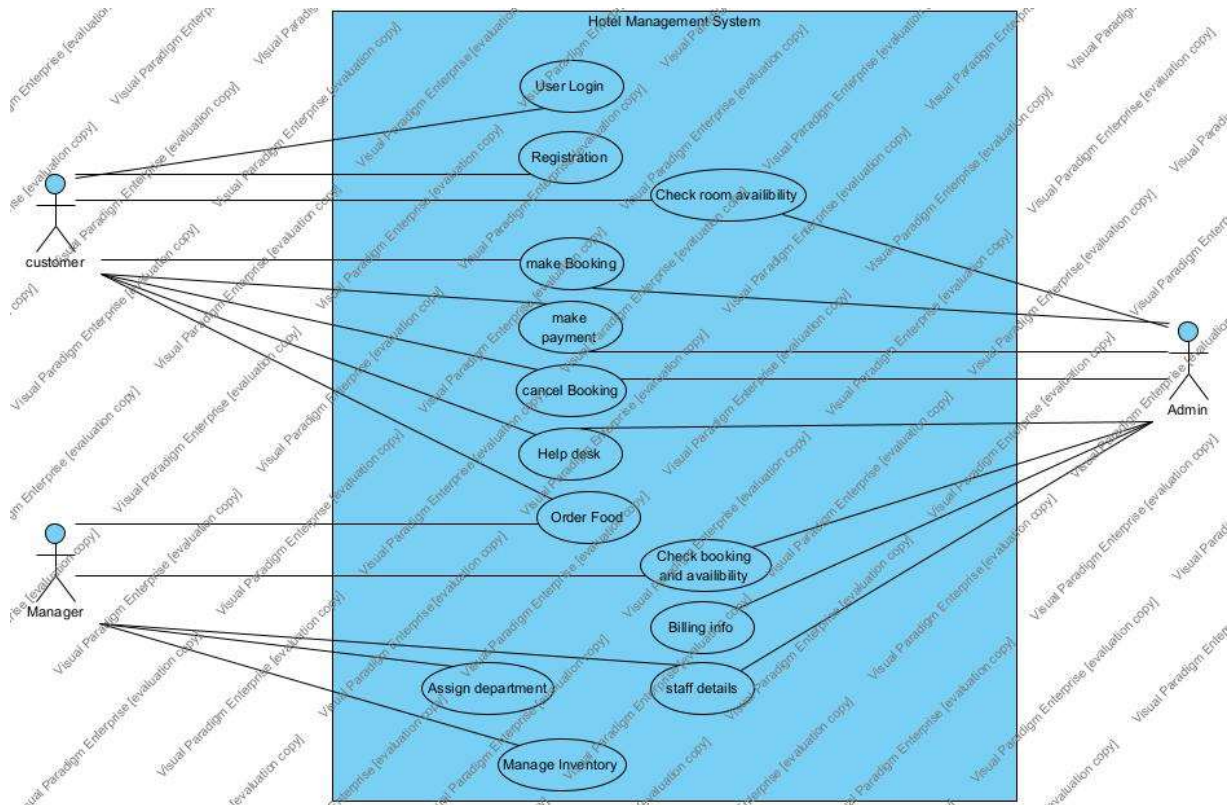 Hotel Management System
User Login
Registration
Check room availibility
customer
make Booking
make
payment
cancel Booking
Admin
Help desk
Order Food
Check booking
and availibility
Manager
Billing info
Assign department
staff details
Manage Inventory
Visual Paradigm Enterprise [evaluation copy]